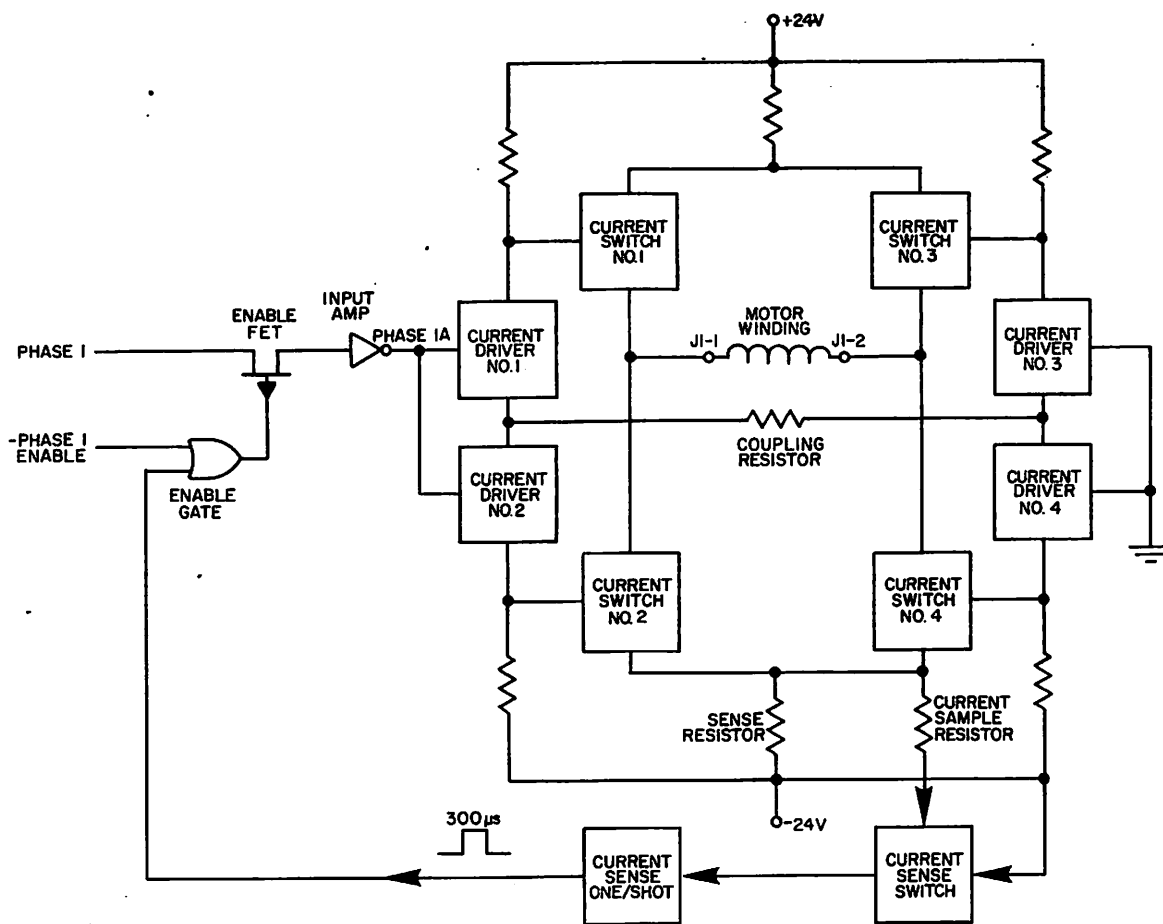 +24V
CURRENT
SWITCH
NO.1
CURRENT
SWITCH
NO.3
ENABLE
FET
INPUT
AMP
PHASE 1A
PHASE 1
CURRENT
DRIVER
NO.1
MOTOR
WINDING
J1-1
J1-2
CURRENT
DRIVER
NO.3
-PHASE 1
ENABLE
ENABLE
GATE
COUPLING
RESISTOR
CURRENT
DRIVER
NO.2
CURRENT
DRIVER
NO.4
CURRENT
SWITCH
NO.2
CURRENT
SWITCH
NO.4
SENSE
RESISTOR
CURRENT
SAMPLE
RESISTOR
-24V
300µs
CURRENT
SENSE
ONE/SHOT
CURRENT
SENSE
SWITCH